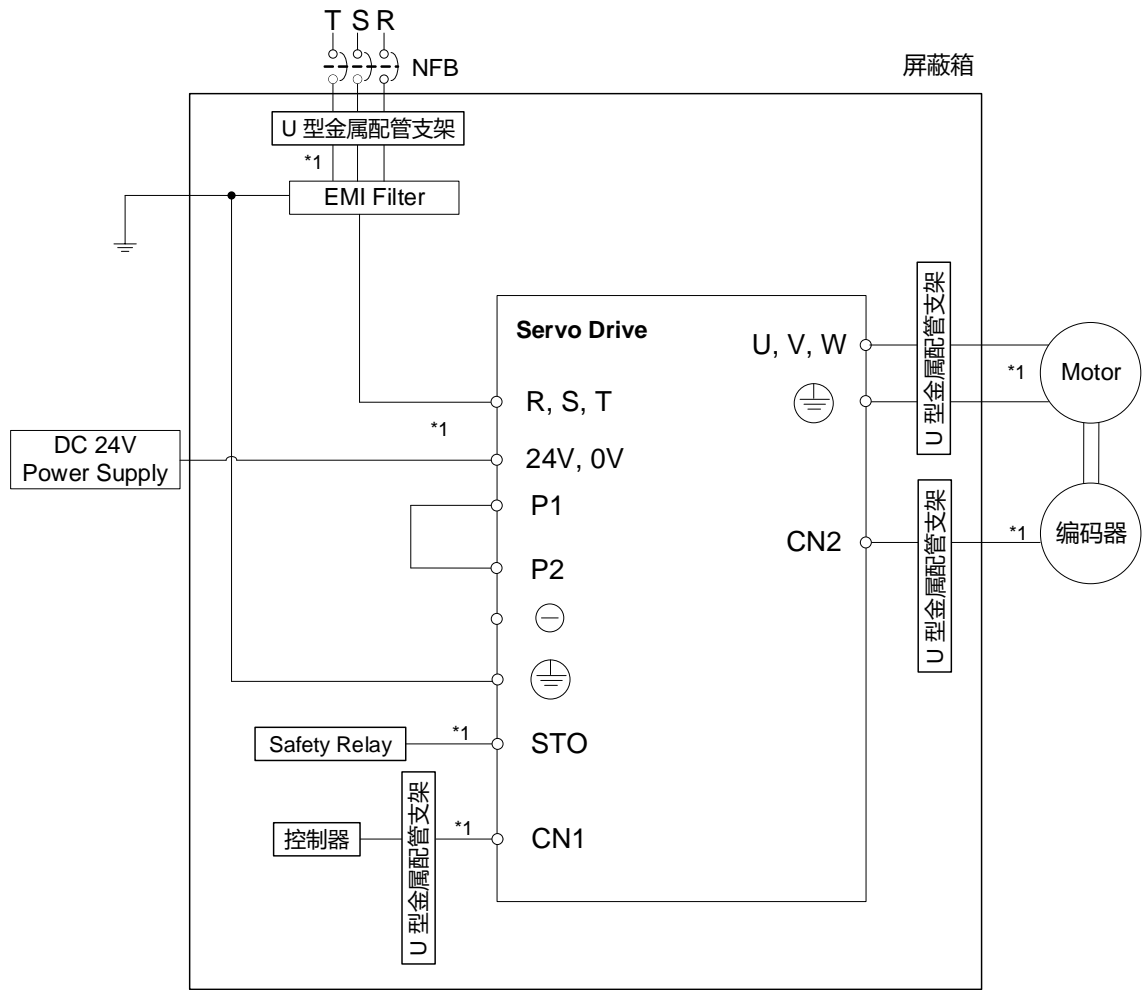 T S R
NFB
屏蔽箱
U 型金属配管支架
*1
EMI Filter
Servo Drive
U, V, W
U 型金属配管支架
*1
Motor
R, S, T
*1
DC 24V
Power Supply
24V, 0V
P1
CN2
U 型金属配管支架
*1
编码器
P2
Safety Relay
*1
STO
控制器
U 型金属配管支架
*1
CN1